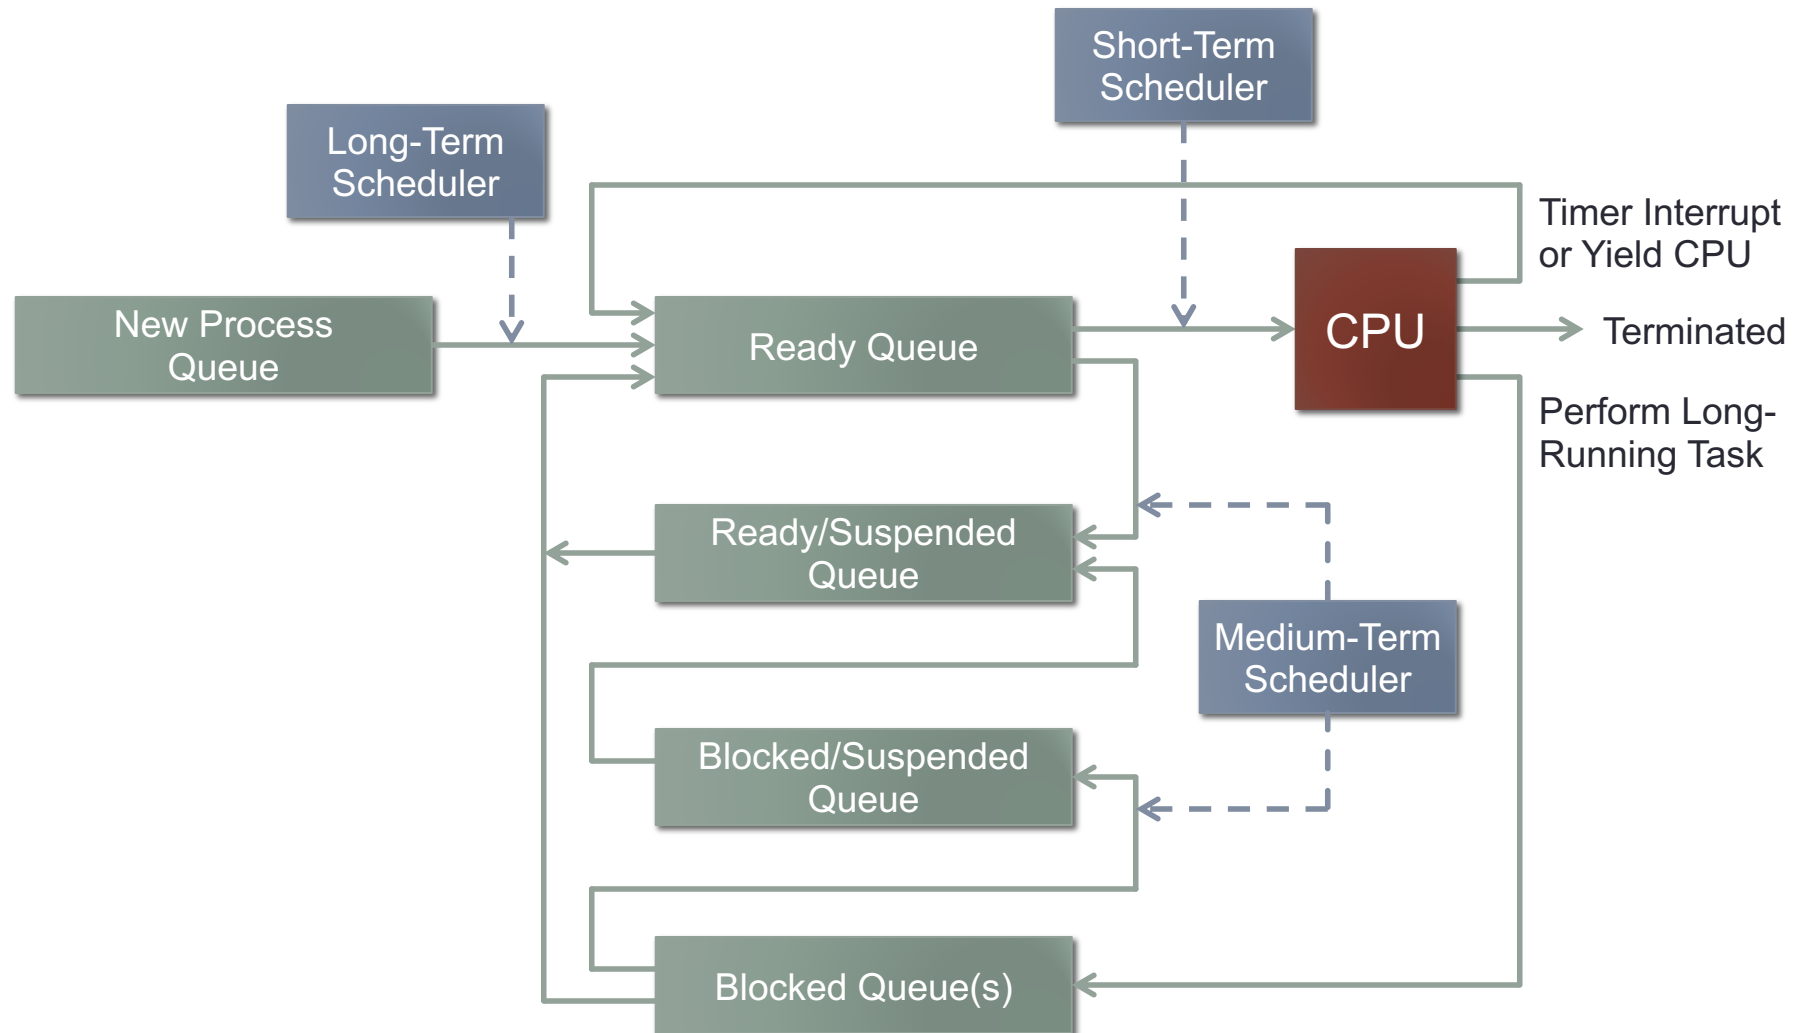 Short-Term
Scheduler
Long-Term
Scheduler
Timer Interrupt
or Yield CPU
New Process
Queue
Ready Queue
CPU
Terminated
Perform Long-
Running Task
Ready/Suspended
Queue
Medium-Term
Scheduler
Blocked/Suspended
Queue
Blocked Queue(s)